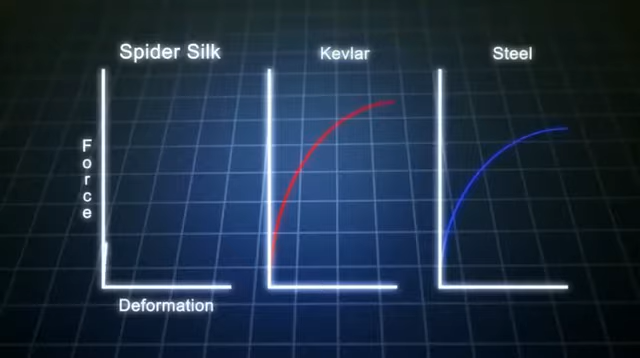 Spider Silk
Kevlar
Steel
Force
Deformation